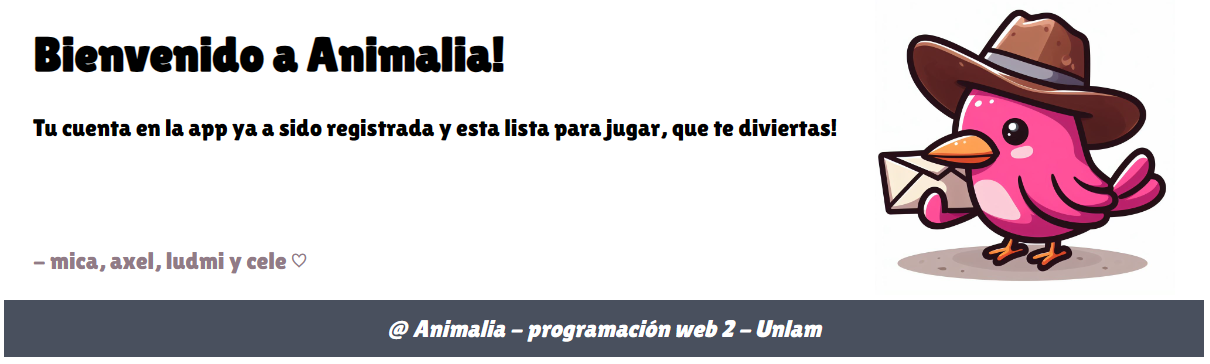 Bienvenido a Animalia!
Tu cuenta en la app ya a sido registrada y esta lista para jugar, que te diviertas!
– mica, axel, ludmi y cele ♡
@ Animalia – programación web 2 – Unlam